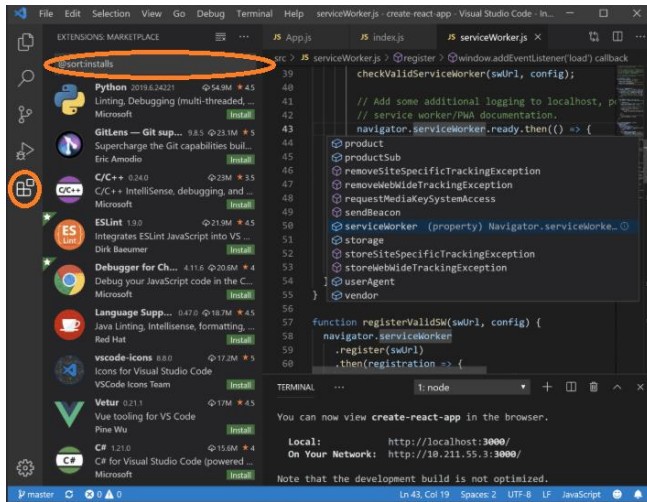 File Edit Selection View Go Debug Terminal Help serviceWorker.js - create-react-app - Visual Studio Code - In...
EXTENSIONS: MARKETPLACE
@sort:installs
Python 2019.6.24221 54.9M 4.5
Linting, Debugging (multi-threaded, ...
Microsoft Install
GitLens — Git sup... 9.8.5 23.1M 5
Supercharge the Git capabilities buil...
Eric Amodio Install
C/C++ 0.24.0 23M 3.5
C/C++ IntelliSense, debugging, and ...
Microsoft Install
ESLint 1.9.0 21.9M 4.5
Integrates ESLint JavaScript into VS ...
Dirk Baeumer Install
Debugger for Ch... 4.11.6 20.6M 4
Debug your JavaScript code in the C...
Microsoft Install
Language Supp... 0.47.0 18.7M 4.5
Java Linting, Intellisense, formatting, ...
Red Hat Install
vscode-icons 8.8.0 17.2M 5
Icons for Visual Studio Code
VSCode Icons Team Install
Vetur 0.21.1 17M 4.5
Vue tooling for VS Code
Pine Wu Install
C# 1.21.0 15.6M 4
C# for Visual Studio Code (powered ...
Microsoft Install
C/C++
ES
Lint
C#
JS App.js JS index.js JS serviceWorker.js
src > JS serviceWorker.js > register > window.addEventListener('load') callback
39 checkValidServiceWorker(swUrl, config);
40
41 // Add some additional logging to localhost, p
42 // service worker/PWA documentation.
43 navigator.serviceWorker.ready.then(() => {
44 product
45 productSub
46 removeSiteSpecificTrackingException
47 removeWebWideTrackingException
48 requestMediaKeySystemAccess
49 sendBeacon
50 serviceWorker (property) Navigator.serviceWorke...
51 storage
52 storeSiteSpecificTrackingException
53 storeWebWideTrackingException
54 } userAgent
55 } vendor
56
57 function registerValidSW(swUrl, config) {
58 navigator.serviceWorker
59 .register(swUrl)
60 .then(registration => {
TERMINAL ... 1: node
You can now view create-react-app in the browser.
Local: http://localhost:3000/
On Your Network: http://10.211.55.3:3000/
Note that the development build is not optimized.
master 0 0 Ln 43, Col 19 Spaces: 2 UTF-8 LF JavaScript